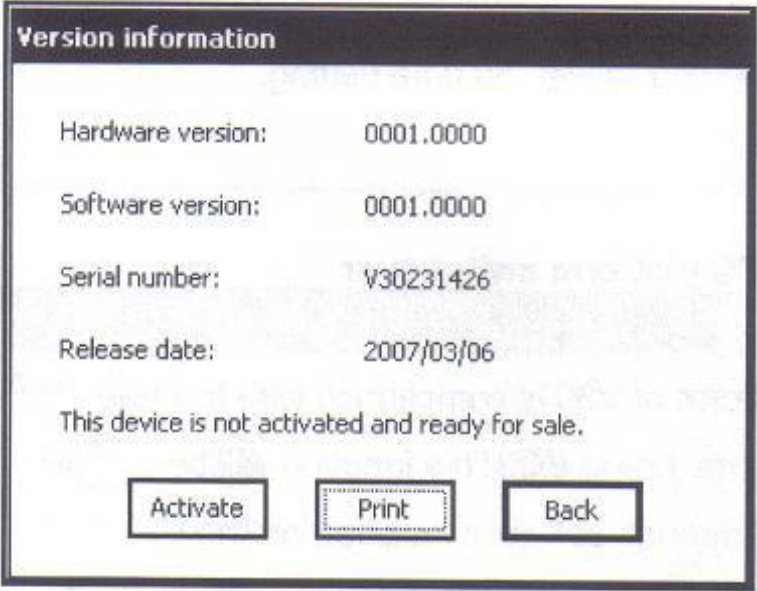 Version information
Hardware version: 0001.0000
Software version: 0001.0000
Serial number: V30231426
Release date: 2007/03/06
This device is not activated and ready for sale.
Activate Print Back